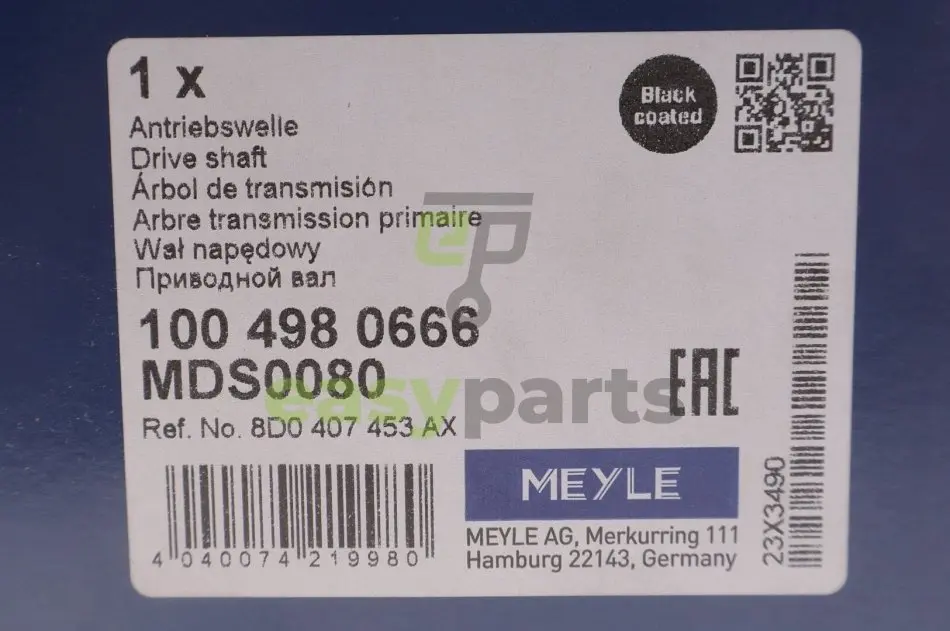 1 x
Black
coated
Antriebswelle
Drive shaft
Árbol de transmisión
Arbre transmission primaire
Wał napędowy
Приводной вал
ep
100 498 0666
MDS0080
easyparts
EAC
Ref. No. 8D0 407 453 AX
MEYLE
MEYLE AG, Merkurring 111
Hamburg 22143, Germany
4 040074 219980
23X3490